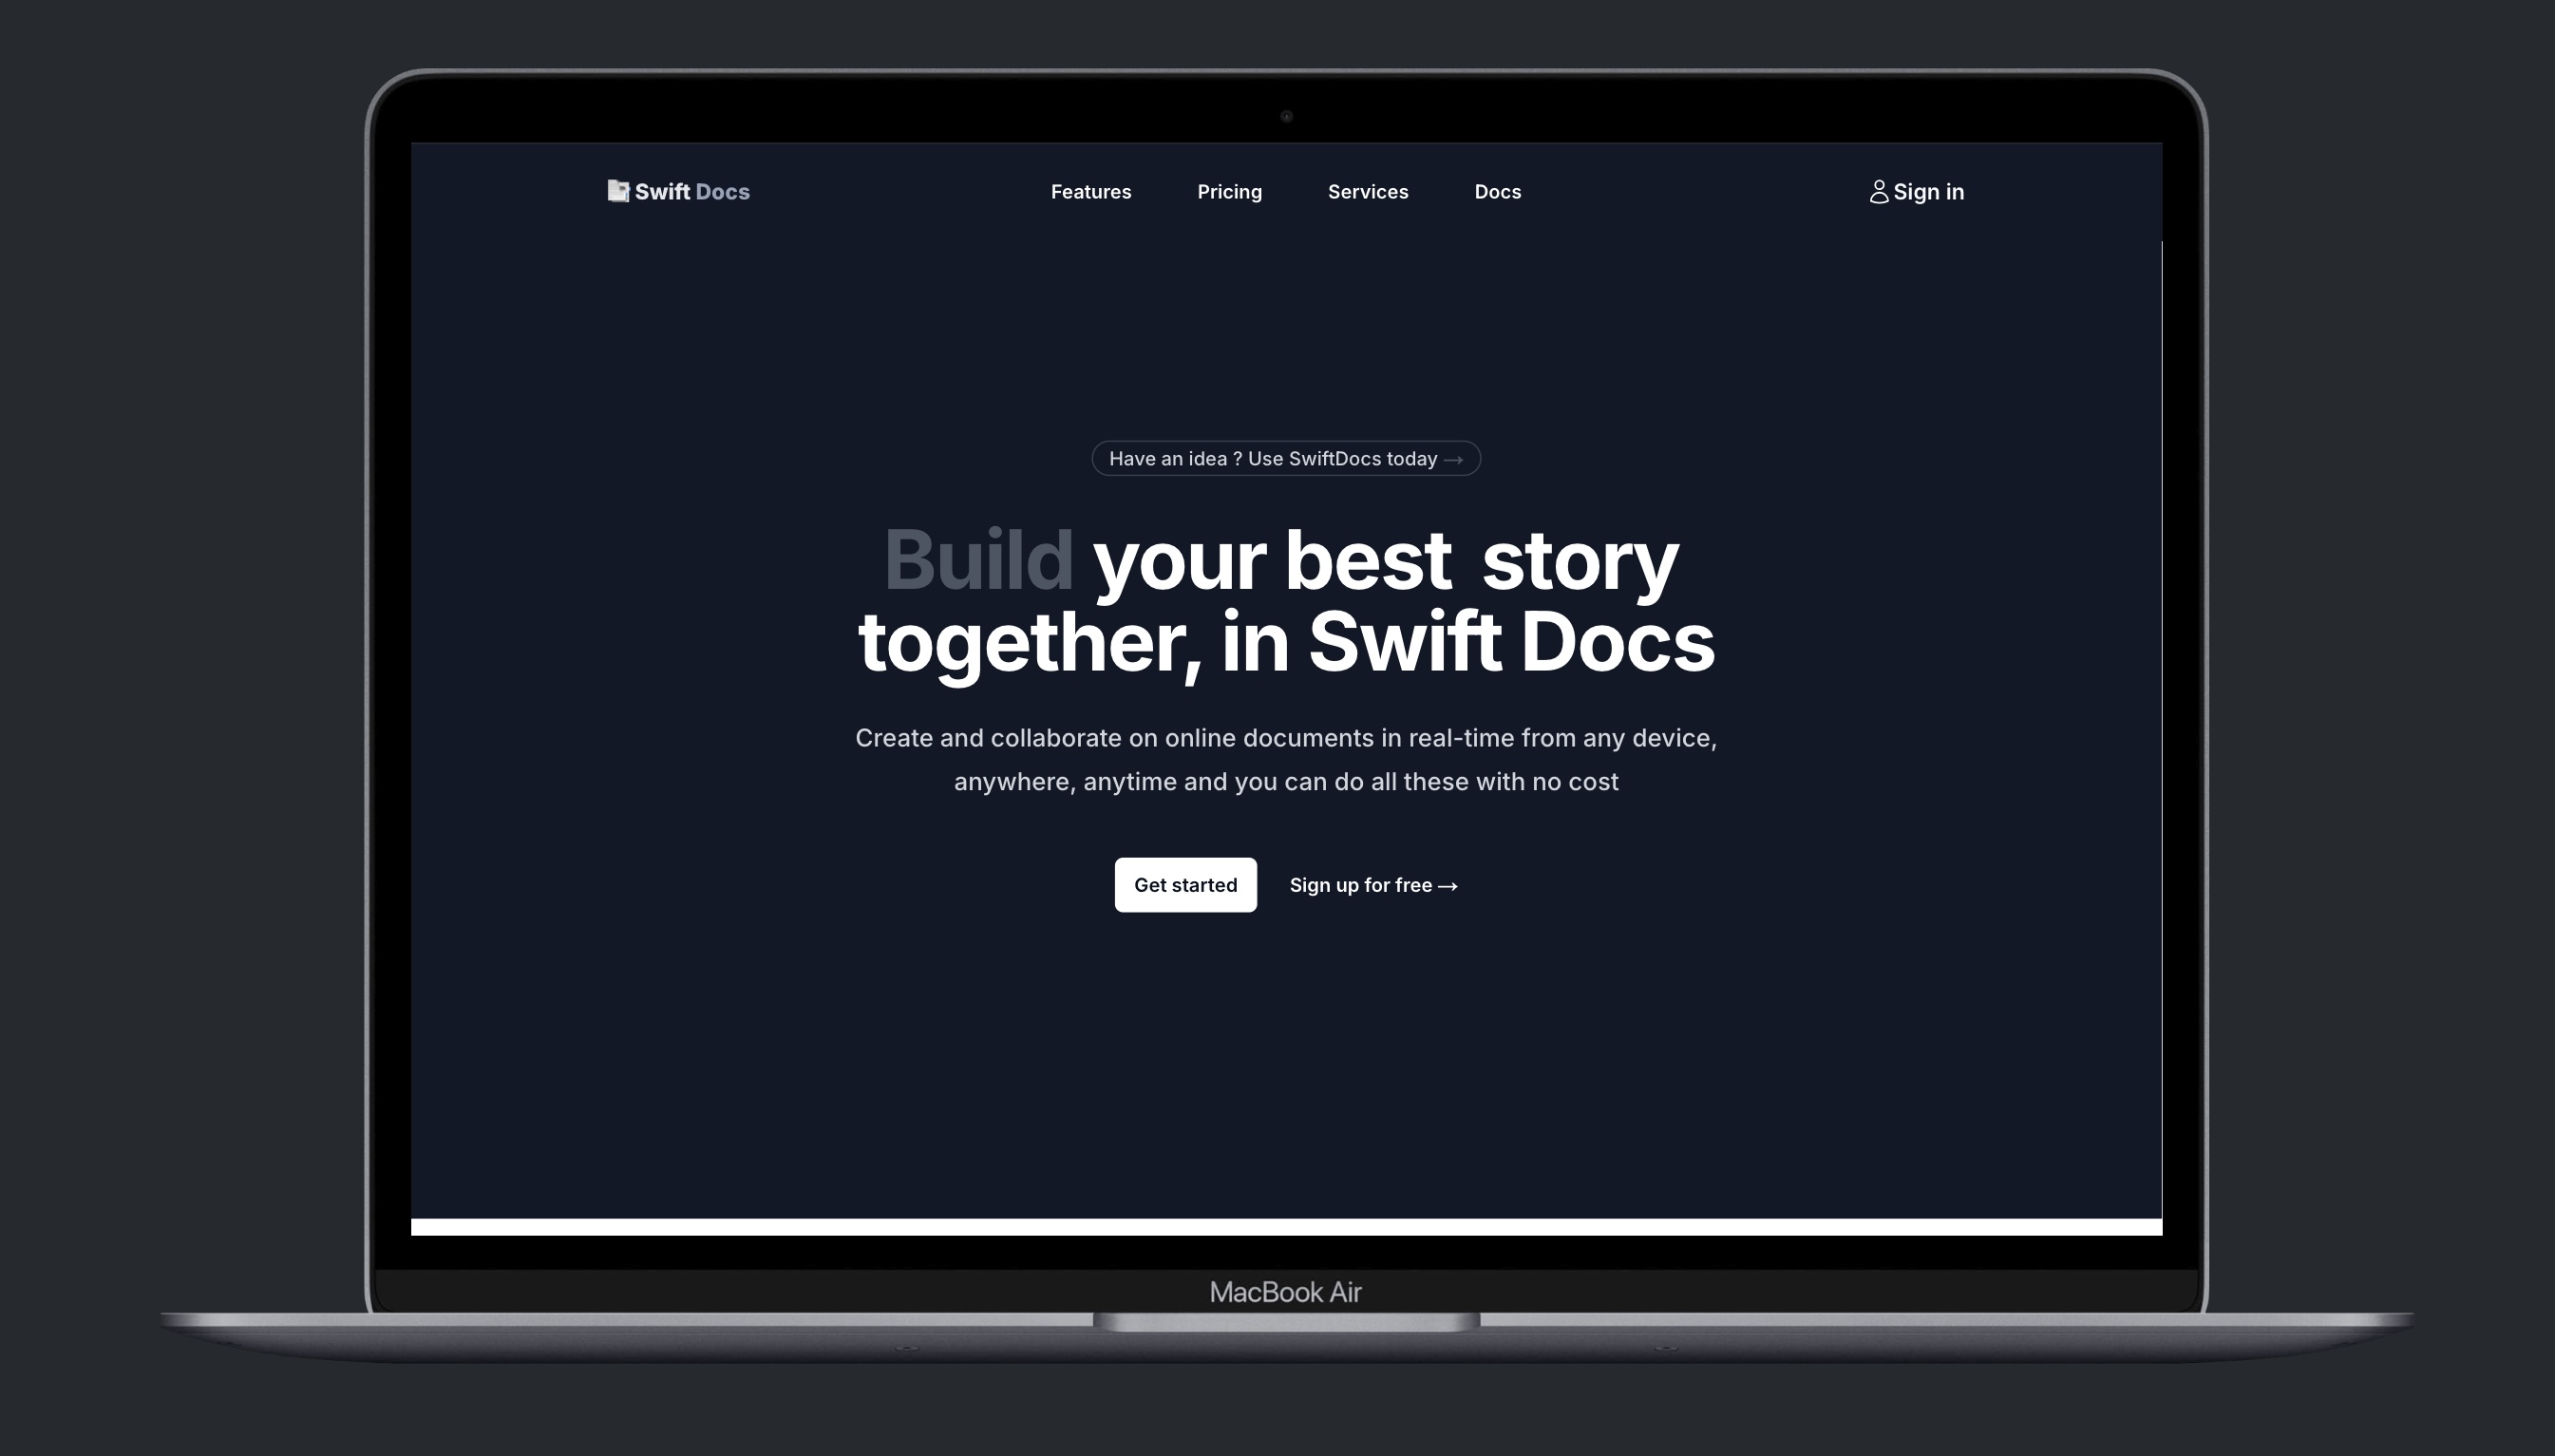 Swift Docs
Features
Pricing
Services
Docs
Sign in
Have an idea ? Use SwiftDocs today →
Build your best story
together, in Swift Docs
Create and collaborate on online documents in real-time from any device,
anywhere, anytime and you can do all these with no cost
Get started
Sign up for free →
MacBook Air